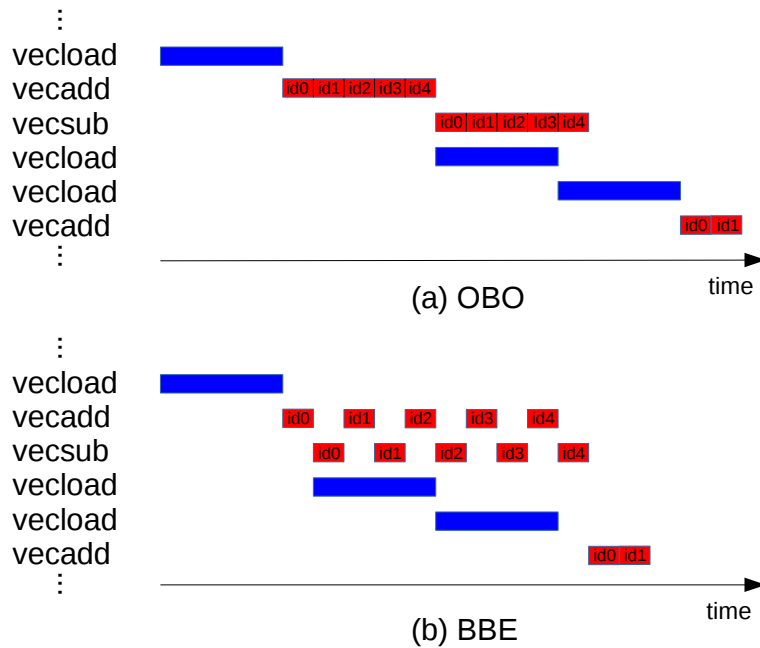 ⋮
vecload
vecadd id0 id1 id2 id3 id4
vecsub id0 id1 id2 id3 id4
vecload
vecload
vecadd id0 id1
⋮
time
(a) OBO
⋮
vecload
vecadd id0 id1 id2 id3 id4
vecsub id0 id1 id2 id3 id4
vecload
vecload
vecadd id0 id1
⋮
time
(b) BBE